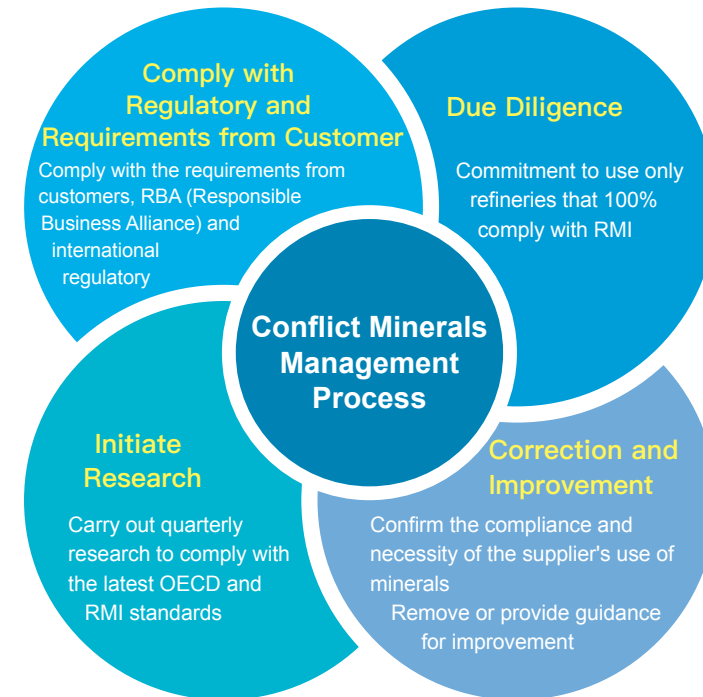 Comply with
Regulatory and
Requirements from Customer
Comply with the requirements from
customers, RBA (Responsible
Business Alliance) and
international
regulatory
Due Diligence
Commitment to use only
refineries that 100%
comply with RMI
Conflict Minerals
Management
Process
Initiate
Research
Carry out quarterly
research to comply with
the latest OECD and
RMI standards
Correction and
Improvement
Confirm the compliance and
necessity of the supplier's use of
minerals
Remove or provide guidance
for improvement